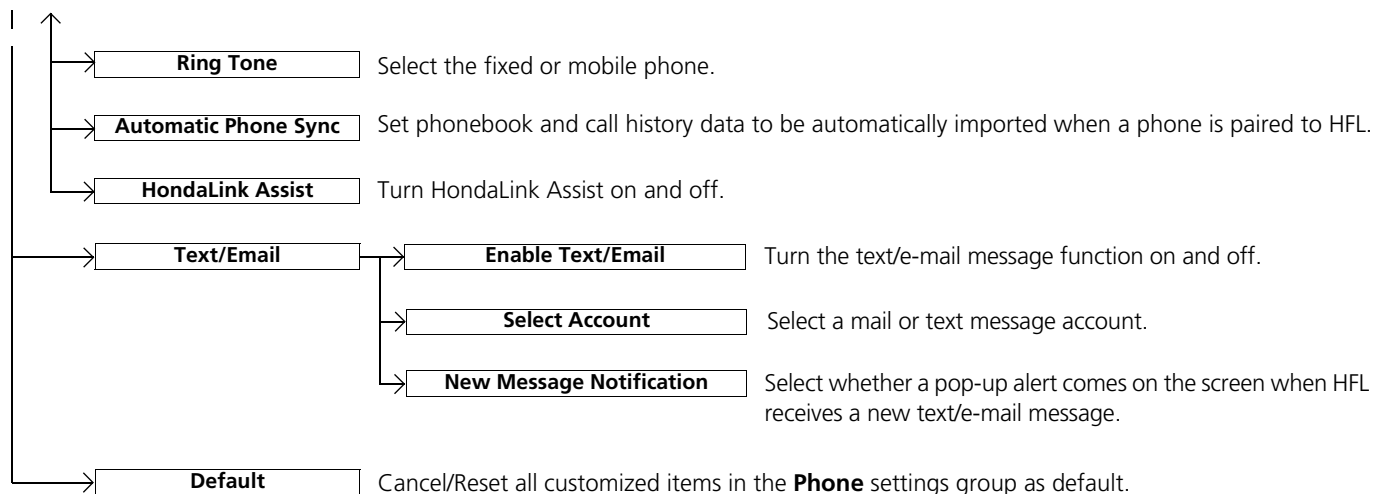 Ring Tone Select the fixed or mobile phone.
Automatic Phone Sync Set phonebook and call history data to be automatically imported when a phone is paired to HFL.
HondaLink Assist Turn HondaLink Assist on and off.
Text/Email Enable Text/Email Turn the text/e-mail message function on and off.
Select Account Select a mail or text message account.
New Message Notification Select whether a pop-up alert comes on the screen when HFL
receives a new text/e-mail message.
Default Cancel/Reset all customized items in the Phone settings group as default.